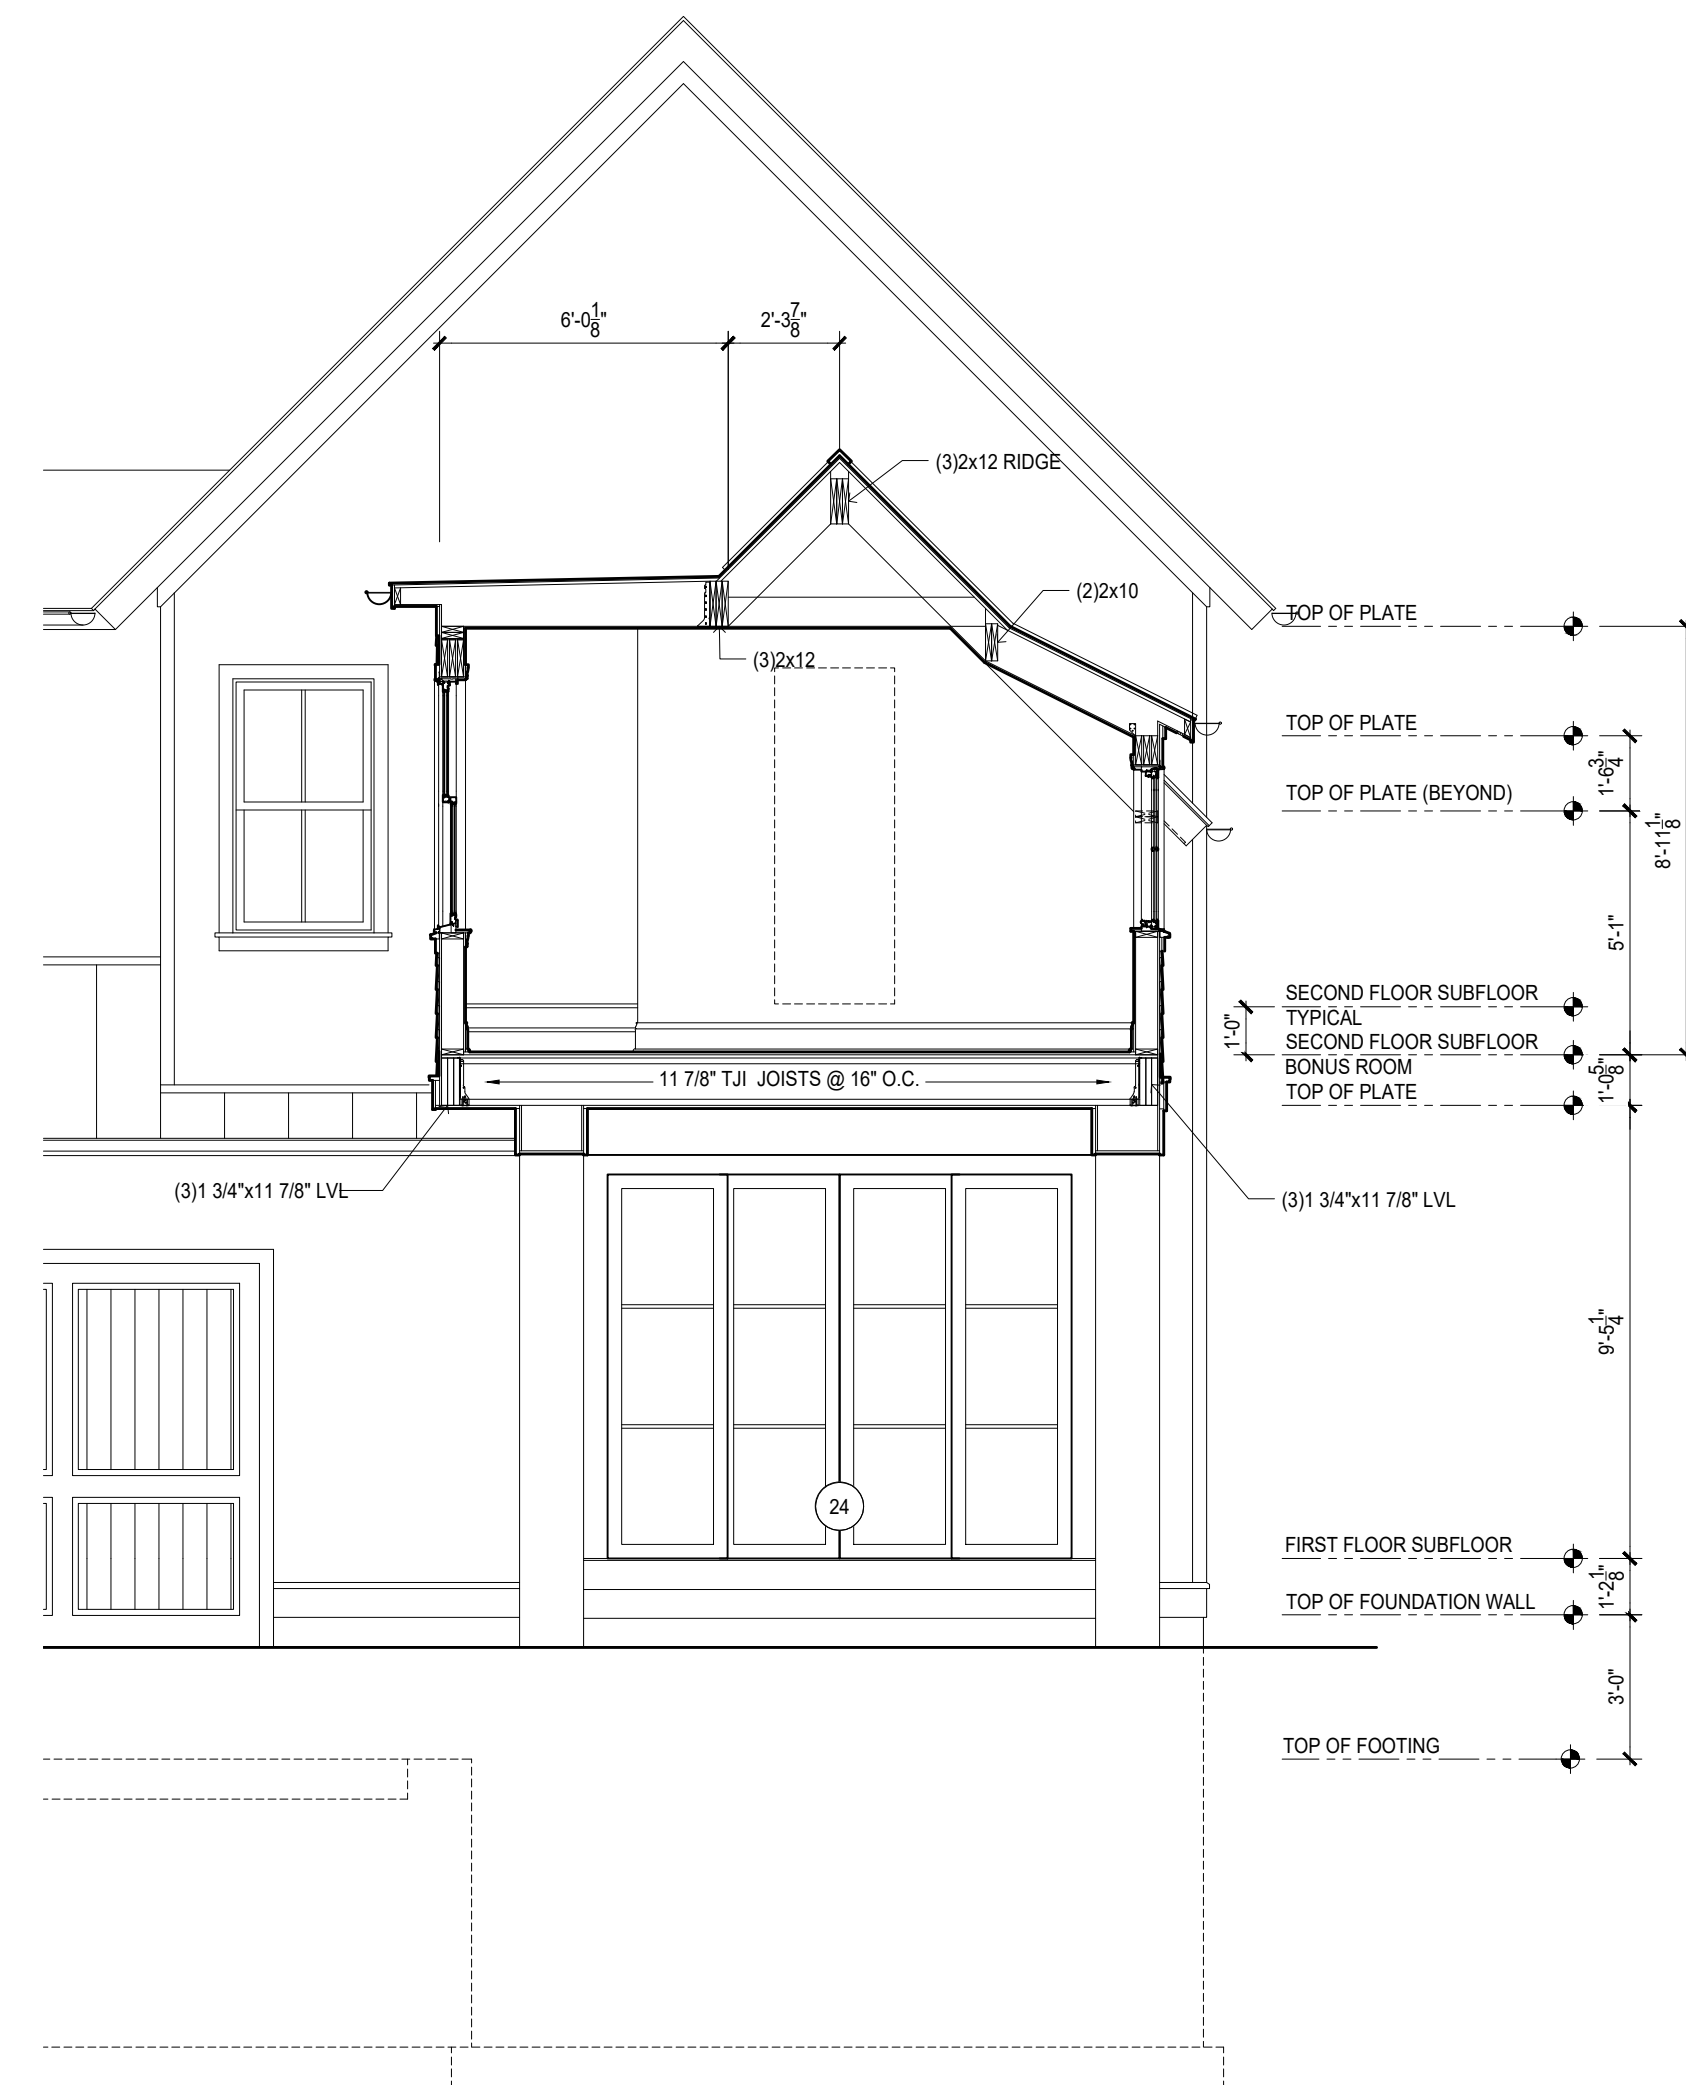 6'-0 1/8"
2'-3 7/8"
(3)2x12 RIDGE
(2)2x10
TOP OF PLATE
(3)2x12
TOP OF PLATE
1'-6 3/4"
TOP OF PLATE (BEYOND)
8'-11 1/8"
5'-1"
SECOND FLOOR SUBFLOOR
TYPICAL
1'-0"
SECOND FLOOR SUBFLOOR
BONUS ROOM
1'-0 5/8"
11 7/8" TJI JOISTS @ 16" O.C.
TOP OF PLATE
(3)1 3/4"x11 7/8" LVL
(3)1 3/4"x11 7/8" LVL
9'-5 1/4"
24
FIRST FLOOR SUBFLOOR
1'-2 1/8"
TOP OF FOUNDATION WALL
3'-0"
TOP OF FOOTING